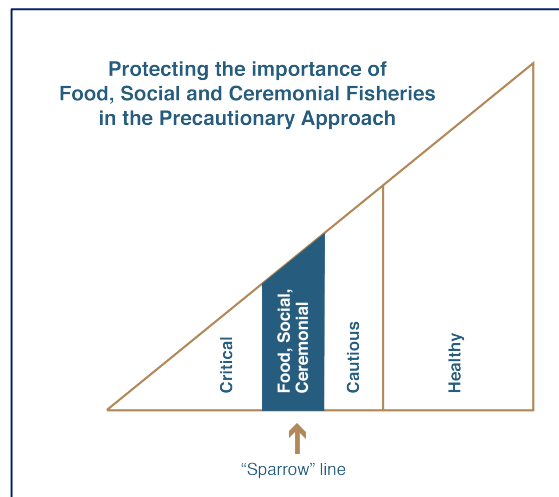 Protecting the importance of
Food, Social and Ceremonial Fisheries
in the Precautionary Approach
Critical
Food, Social,
Ceremonial
Cautious
Healthy
“Sparrow” line